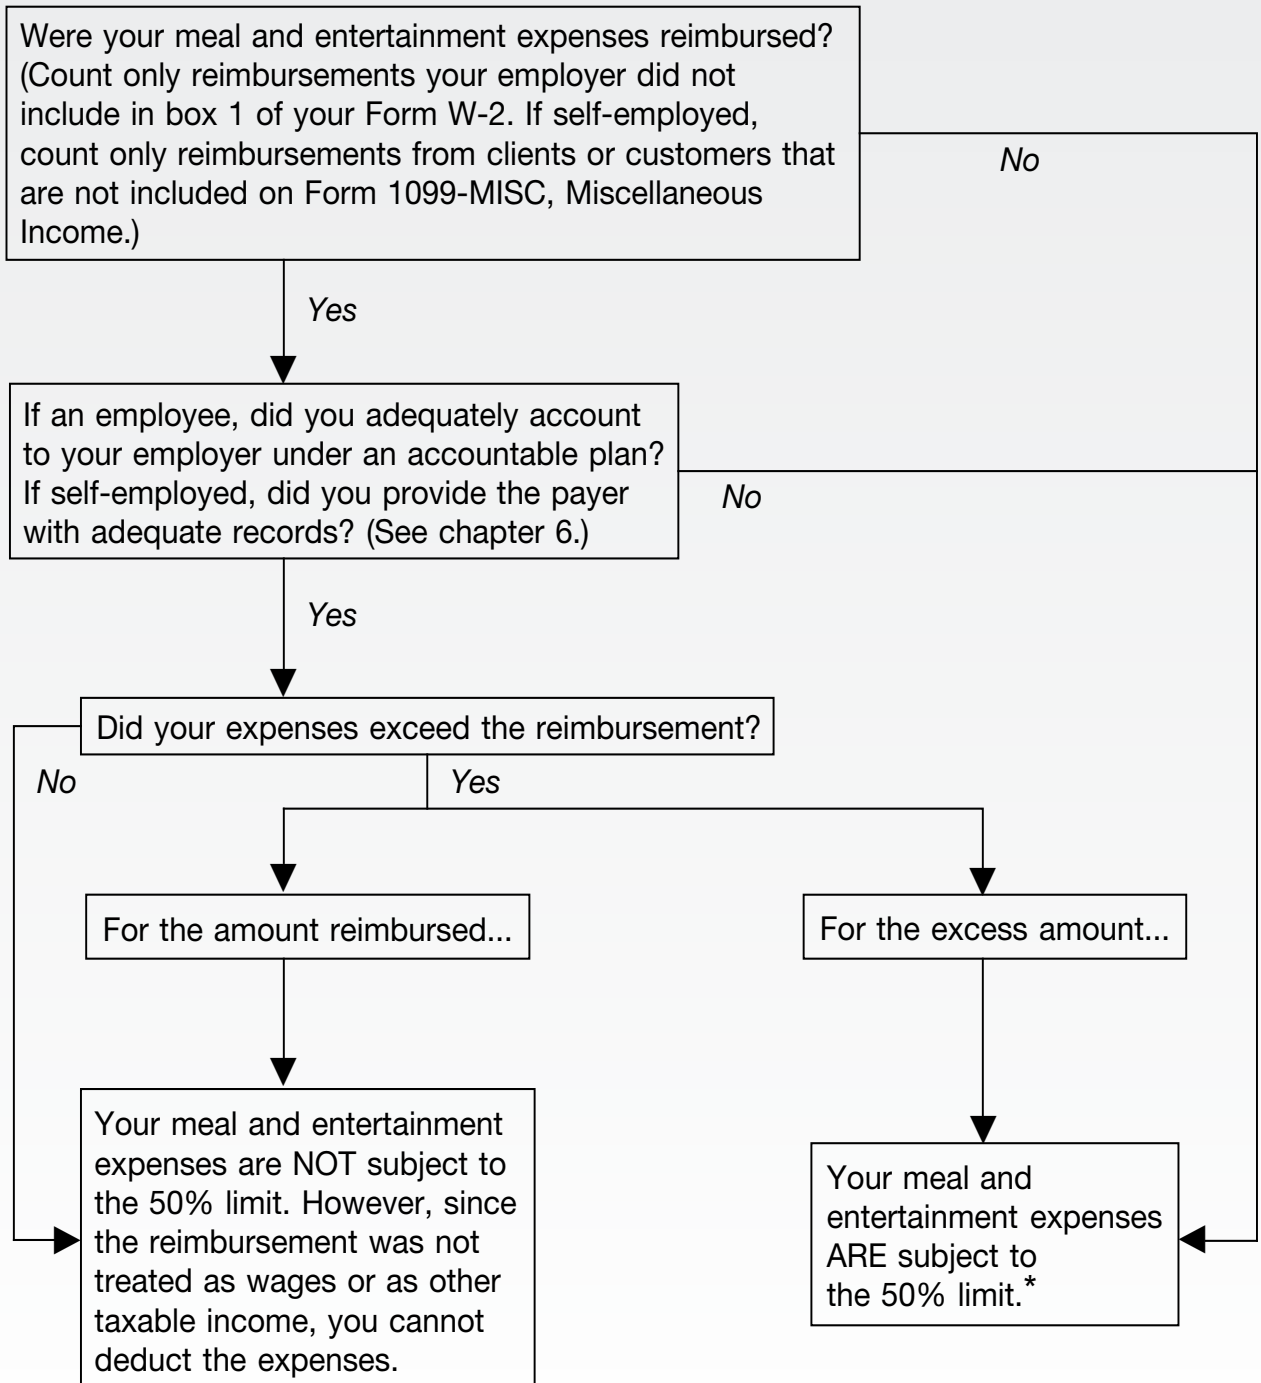 Were your meal and entertainment expenses reimbursed?
(Count only reimbursements your employer did not
include in box 1 of your Form W-2. If self-employed,
count only reimbursements from clients or customers that
are not included on Form 1099-MISC, Miscellaneous
Income.)
No
Yes
If an employee, did you adequately account
to your employer under an accountable plan?
If self-employed, did you provide the payer
with adequate records? (See chapter 6.)
No
Yes
Did your expenses exceed the reimbursement?
No
Yes
For the amount reimbursed...
For the excess amount...
Your meal and entertainment
expenses are NOT subject to
the 50% limit. However, since
the reimbursement was not
treated as wages or as other
taxable income, you cannot
deduct the expenses.
Your meal and
entertainment expenses
ARE subject to
the 50% limit.*